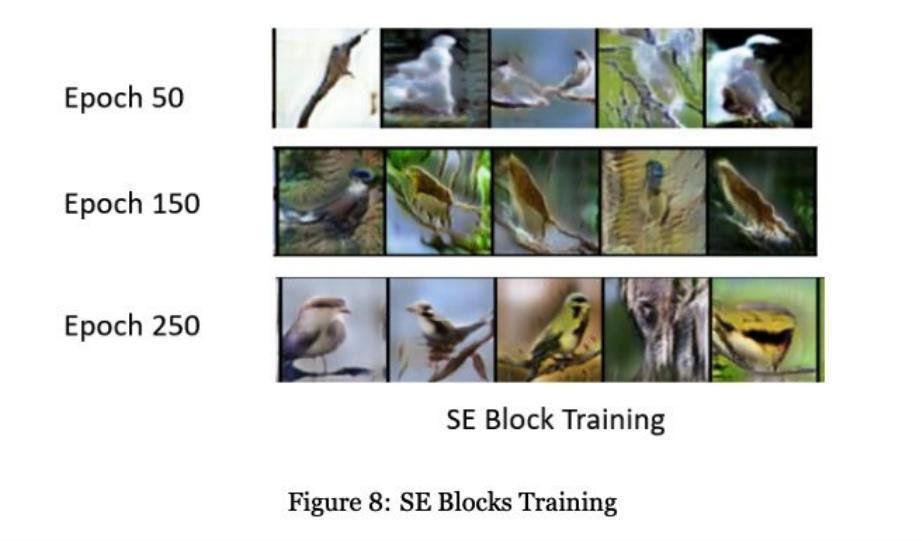 Epoch 50
Epoch 150
Epoch 250
SE Block Training
Figure 8: SE Blocks Training